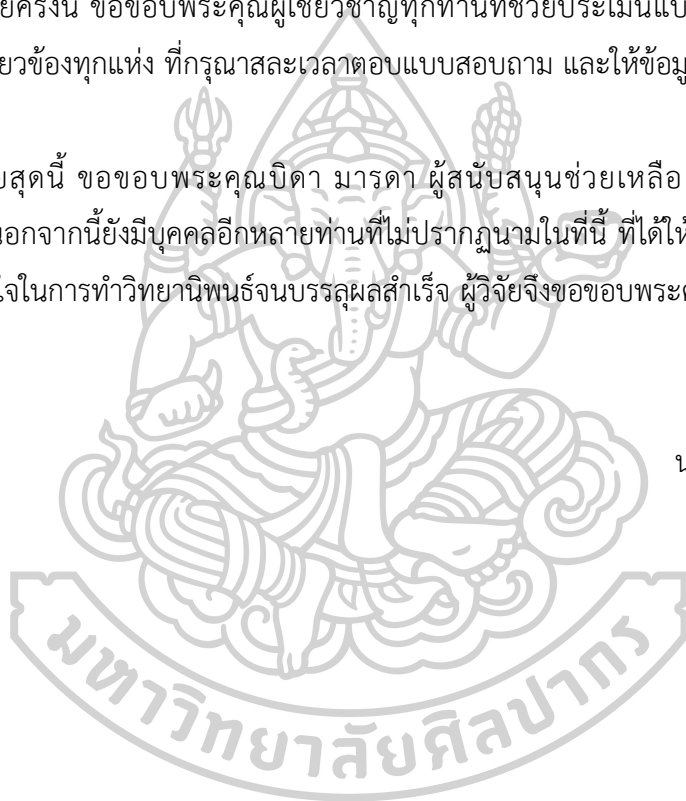 ยครั้งนี้ ขอขอบพระคุณผู้เชี่ยวชาญทุกท่านที่ช่วยประเมินแบ
ยวข้องทุกแห่ง ที่กรุณาสละเวลาตอบแบบสอบถาม และให้ข้อมู
ยสุดนี้ ขอขอบพระคุณบิดา มารดา ผู้สนับสนุนช่วยเหลือ
นอกจากนี้ยังมีบุคคลอีกหลายท่านที่ไม่ปรากฏนามในที่นี้ ที่ได้ให้
ใจในการทำวิทยานิพนธ์จนบรรลุผลสำเร็จ ผู้วิจัยจึงขอขอบพระ
มหาวิทยาลัยศิลปากร